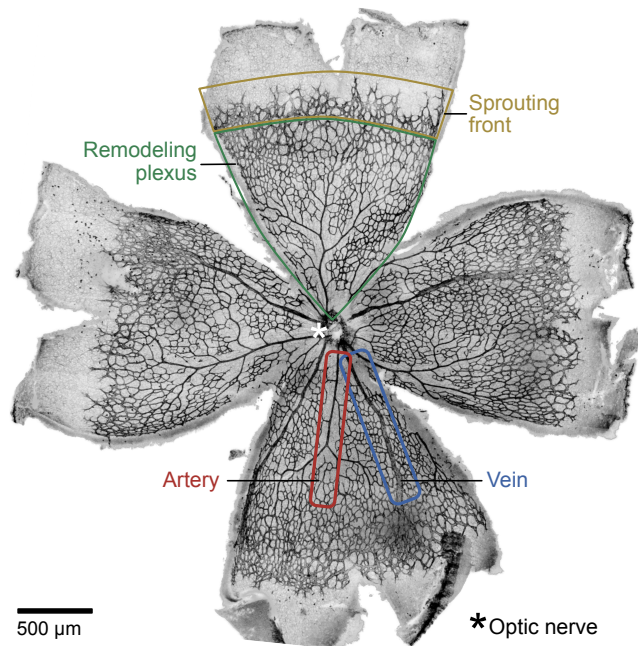 Sprouting
front
Remodeling
plexus
*
Artery
Vein
500 µm
*Optic nerve